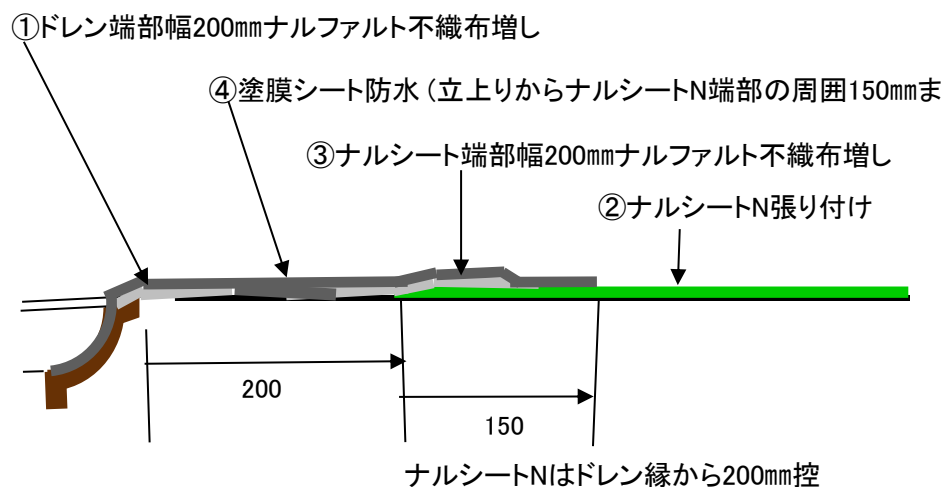 ①ドレン端部幅200㎜ナルファルト不織布増し
④塗膜シート防水（立上りからナルシートN端部の周囲150㎜ま
③ナルシート端部幅200㎜ナルファルト不織布増し
②ナルシートN張り付け
200
150
ナルシートNはドレン縁から200㎜控